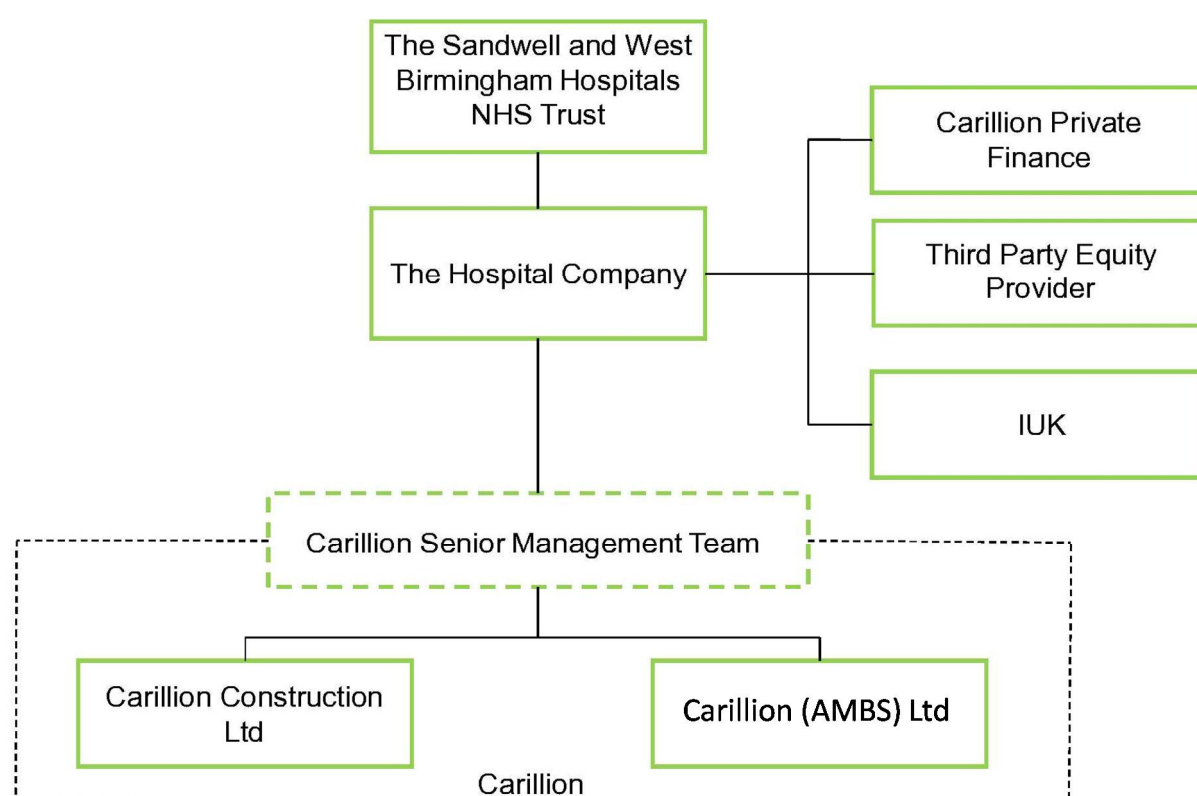 The Sandwell and West
Birmingham Hospitals
NHS Trust
Carillion Private
Finance
The Hospital Company
Third Party Equity
Provider
IUK
Carillion Senior Management Team
Carillion Construction
Ltd
Carillion (AMBS) Ltd
Carillion